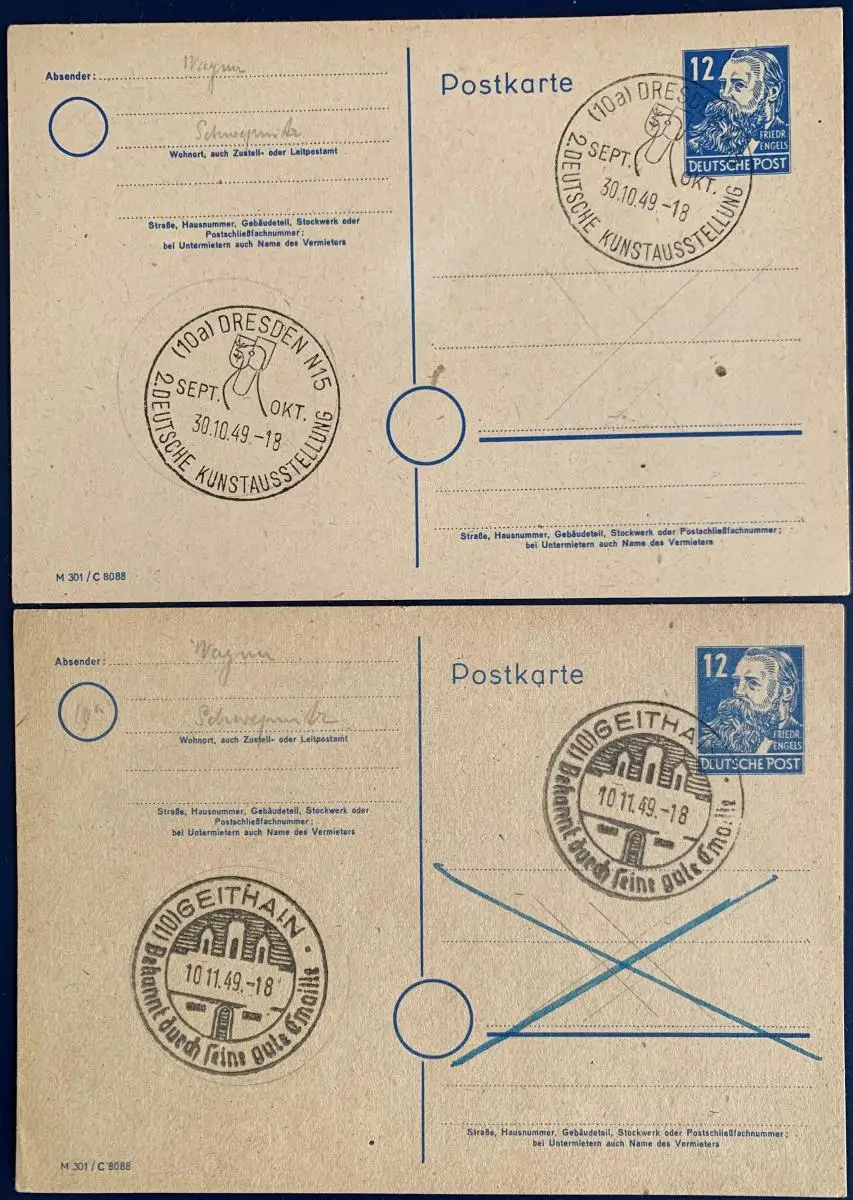 Absender: Wagner
Schwepnitz
Wohnort, auch Zustell- oder Leitpostamt
Straße, Hausnummer, Gebäudeteil, Stockwerk oder
Postschließfachnummer;
bei Untermietern auch Name des Vermieters
(10a) DRESDEN N15
SEPT. OKT.
30.10.49.-18
2. DEUTSCHE KUNSTAUSSTELLUNG
M 301 / C 8088
Postkarte
12
FRIEDR.
ENGELS
DEUTSCHE POST
(10a) DRESDEN
SEPT. OKT.
30.10.49.-18
2. DEUTSCHE KUNSTAUSSTELLUNG
Straße, Hausnummer, Gebäudeteil, Stockwerk oder Postschließfachnummer;
bei Untermietern auch Name des Vermieters
Absender: Wagner
Schwepnitz
Wohnort, auch Zustell- oder Leitpostamt
Straße, Hausnummer, Gebäudeteil, Stockwerk oder
Postschließfachnummer;
bei Untermietern auch Name des Vermieters
(10) GEITHAIN
10.11.49.-18
Bekannt durch seine gute Emaille
M 301 / C 8088
Postkarte
12
FRIEDR.
ENGELS
DEUTSCHE POST
(10) GEITHAIN
10.11.49.-18
Bekannt durch seine gute Emaille
Straße, Hausnummer, Gebäudeteil, Stockwerk oder Postschließfachnummer;
bei Untermietern auch Name des Vermieters